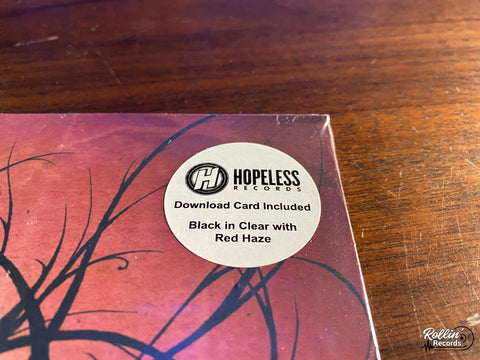 H HOPELESS
RECORDS
Download Card Included
Black in Clear with
Red Haze
Rollin'
Records